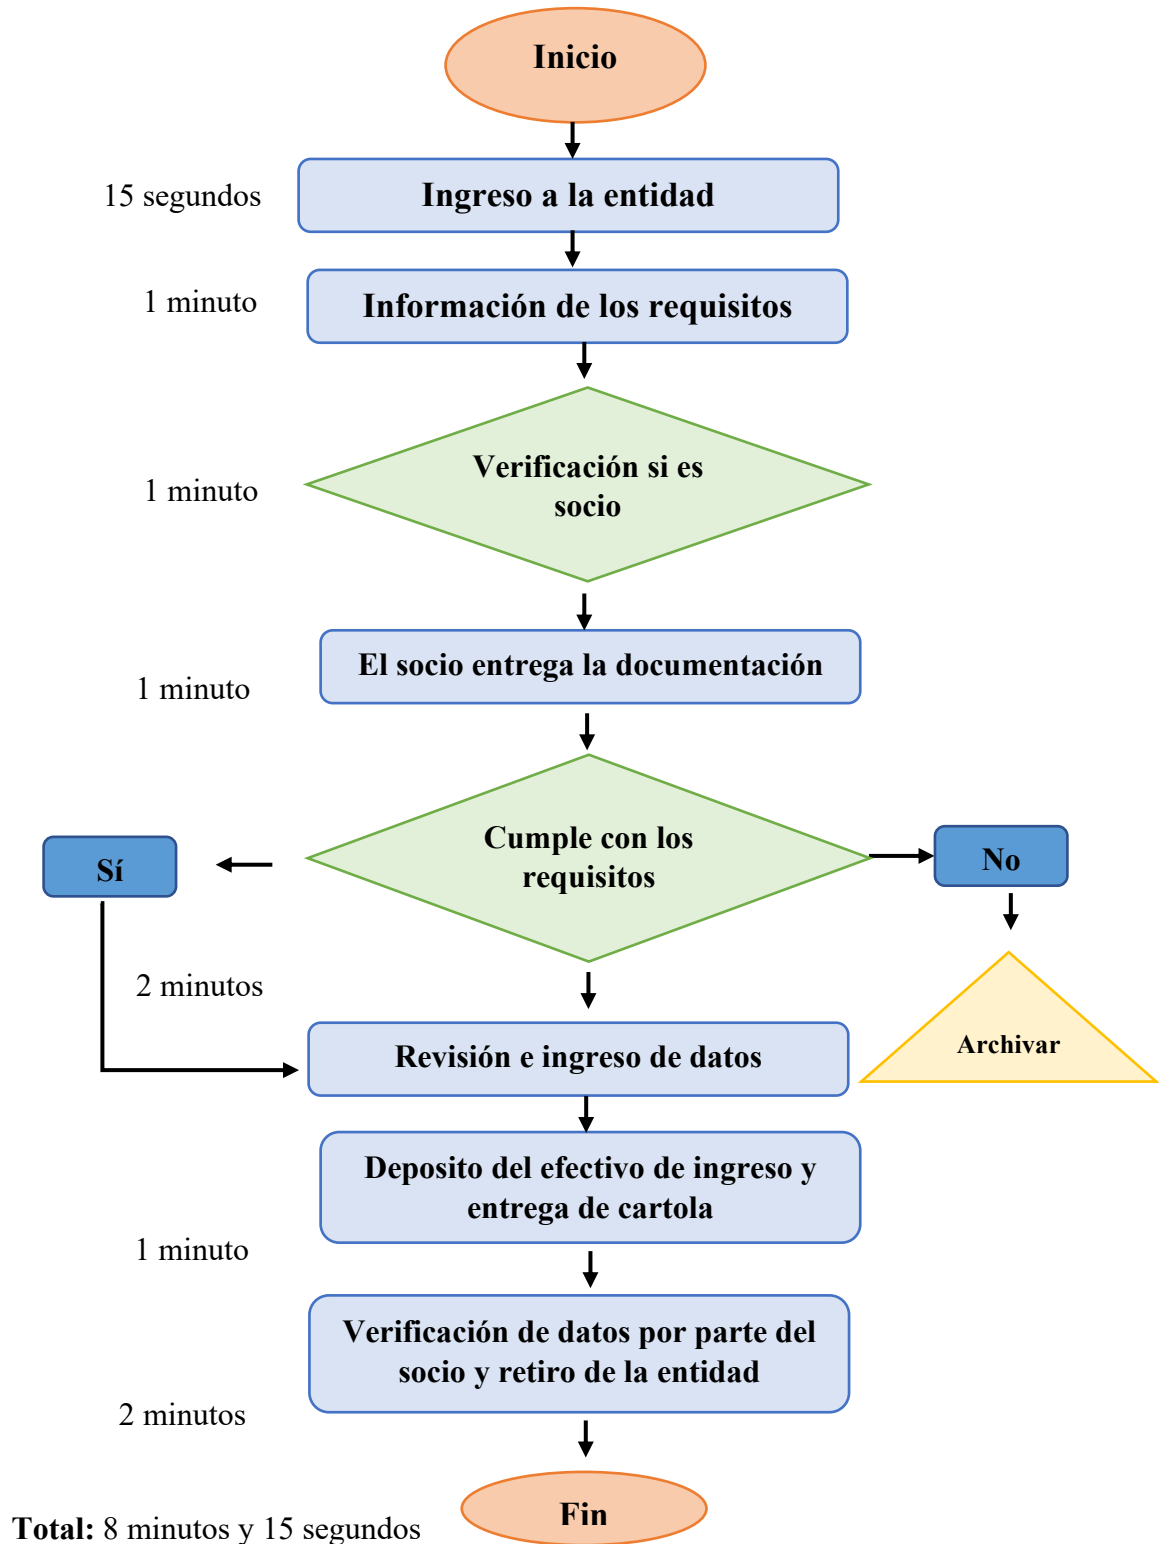 Inicio
15 segundos
Ingreso a la entidad
1 minuto
Información de los requisitos
1 minuto
Verificación si es
socio
1 minuto
El socio entrega la documentación
Cumple con los
requisitos
Sí
No
2 minutos
Revisión e ingreso de datos
Archivar
Deposito del efectivo de ingreso y
entrega de cartola
1 minuto
Verificación de datos por parte del
socio y retiro de la entidad
2 minutos
Fin
Total: 8 minutos y 15 segundos